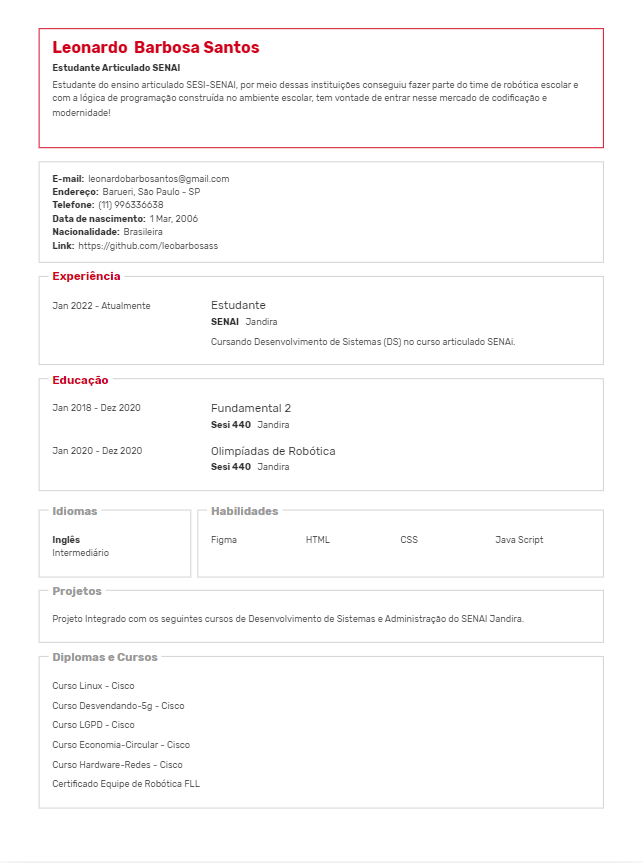 Leonardo Barbosa Santos
Estudante Articulado SENAI
Estudante do ensino articulado SESI-SENAI, por meio dessas instituições conseguiu fazer parte do time de robótica escolar e
com a lógica de programação construída no ambiente escolar, tem vontade de entrar nesse mercado de codificação e
modernidade!
E-mail: leonardobarbosantos@gmail.com
Endereço: Barueri, São Paulo - SP
Telefone: (11) 996336638
Data de nascimento: 1 Mar, 2006
Nacionalidade: Brasileira
Link: https://github.com/leobarbosass
Experiência
Jan 2022 - Atualmente
Estudante
SENAI Jandira
Cursando Desenvolvimento de Sistemas (DS) no curso articulado SENAi.
Educação
Jan 2018 - Dez 2020
Fundamental 2
Sesi 440 Jandira
Jan 2020 - Dez 2020
Olimpíadas de Robótica
Sesi 440 Jandira
Idiomas
Inglês
Intermediário
Habilidades
Figma HTML CSS Java Script
Projetos
Projeto Integrado com os seguintes cursos de Desenvolvimento de Sistemas e Administração do SENAI Jandira.
Diplomas e Cursos
Curso Linux - Cisco
Curso Desvendando-5g - Cisco
Curso LGPD - Cisco
Curso Economia-Circular - Cisco
Curso Hardware-Redes - Cisco
Certificado Equipe de Robótica FLL